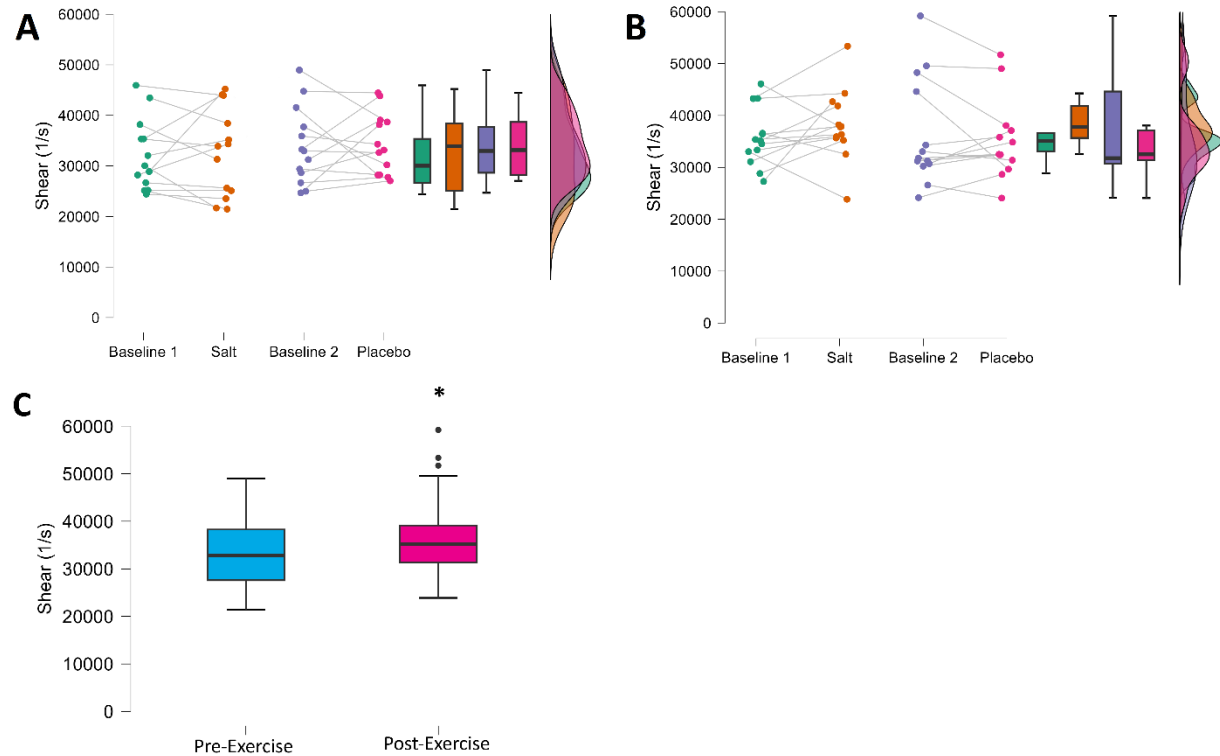 A
Shear (1/s)
60000
50000
40000
30000
20000
10000
0
Baseline 1
Salt
Baseline 2
Placebo
B
Shear (1/s)
60000
50000
40000
30000
20000
10000
0
Baseline 1
Salt
Baseline 2
Placebo
C
*
Shear (1/s)
60000
50000
40000
30000
20000
10000
0
Pre-Exercise
Post-Exercise